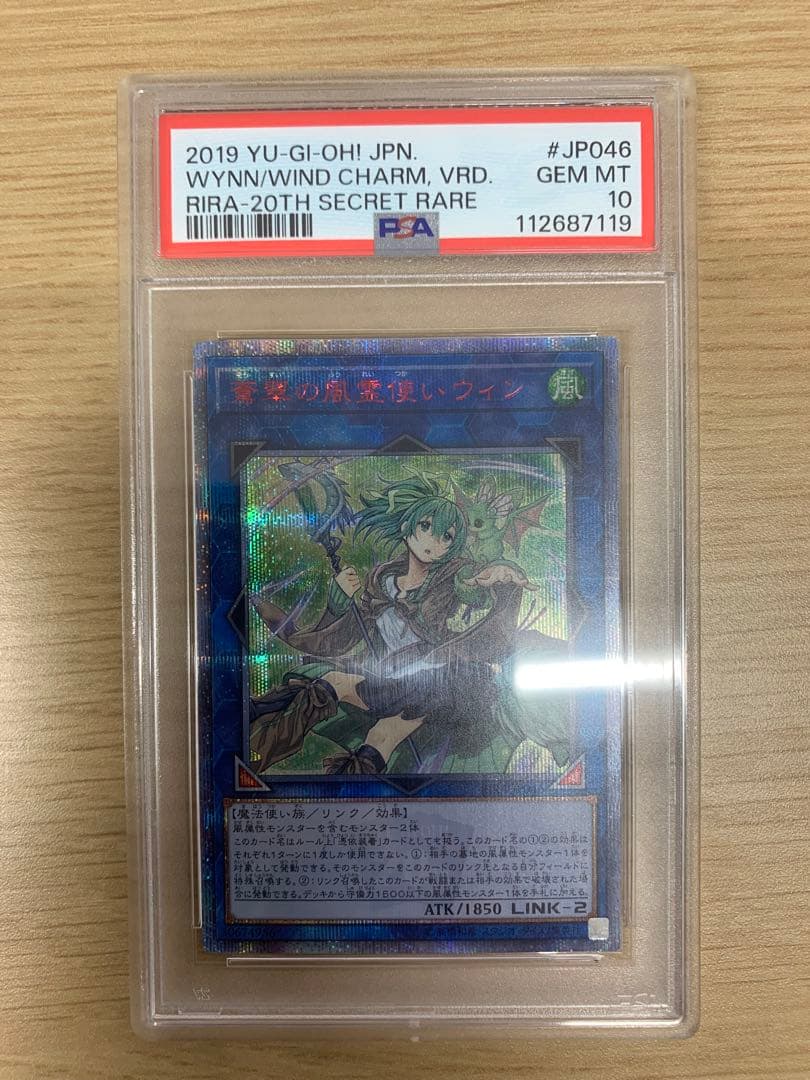 2019 YU-GI-OH! JPN. #JP046
WYNN/WIND CHARM, VRD. GEM MT
RIRA-20TH SECRET RARE 10
PSA 112687119
蒼翠の風霊使いウィン 風
【魔法使い族/リンク/効果】
風属性モンスターを含むモンスター2体
このカード名はルール上「憑依装着」カードとしても扱う。このカード名の①②の効果は
それぞれ1ターンに1度しか使用できない。①:相手の墓地の風属性モンスター1体を
対象として発動できる。そのモンスターをこのカードのリンク先となる自分フィールドに
特殊召喚する。②:リンク召喚したこのカードが戦闘または相手の効果で破壊された場
合に発動できる。デッキから守備力1500以下の風属性モンスター1体を手札に加える。
ATK/1850 LINK-2